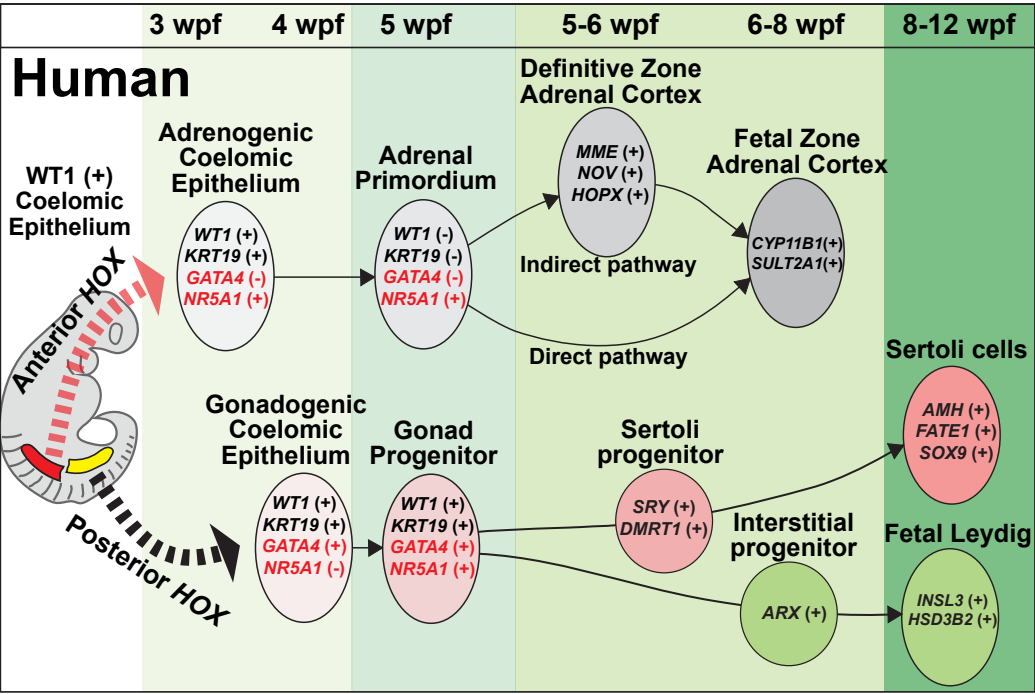 3 wpf 4 wpf 5 wpf 5-6 wpf 6-8 wpf 8-12 wpf
Human
WT1 (+)
Coelomic
Epithelium
Anterior HOX
Posterior HOX
Adrenogenic
Coelomic
Epithelium
WT1 (+)
KRT19 (+)
GATA4 (-)
NR5A1 (+)
Adrenal
Primordium
WT1 (-)
KRT19 (-)
GATA4 (-)
NR5A1 (+)
Definitive Zone
Adrenal Cortex
MME (+)
NOV (+)
HOPX (+)
Indirect pathway
Direct pathway
Fetal Zone
Adrenal Cortex
CYP11B1(+)
SULT2A1(+)
Gonadogenic
Coelomic
Epithelium
WT1 (+)
KRT19 (+)
GATA4 (+)
NR5A1 (-)
Gonad
Progenitor
WT1 (+)
KRT19 (+)
GATA4 (+)
NR5A1 (+)
Sertoli
progenitor
SRY (+)
DMRT1 (+)
Interstitial
progenitor
ARX (+)
Sertoli cells
AMH (+)
FATE1 (+)
SOX9 (+)
Fetal Leydig
INSL3 (+)
HSD3B2 (+)